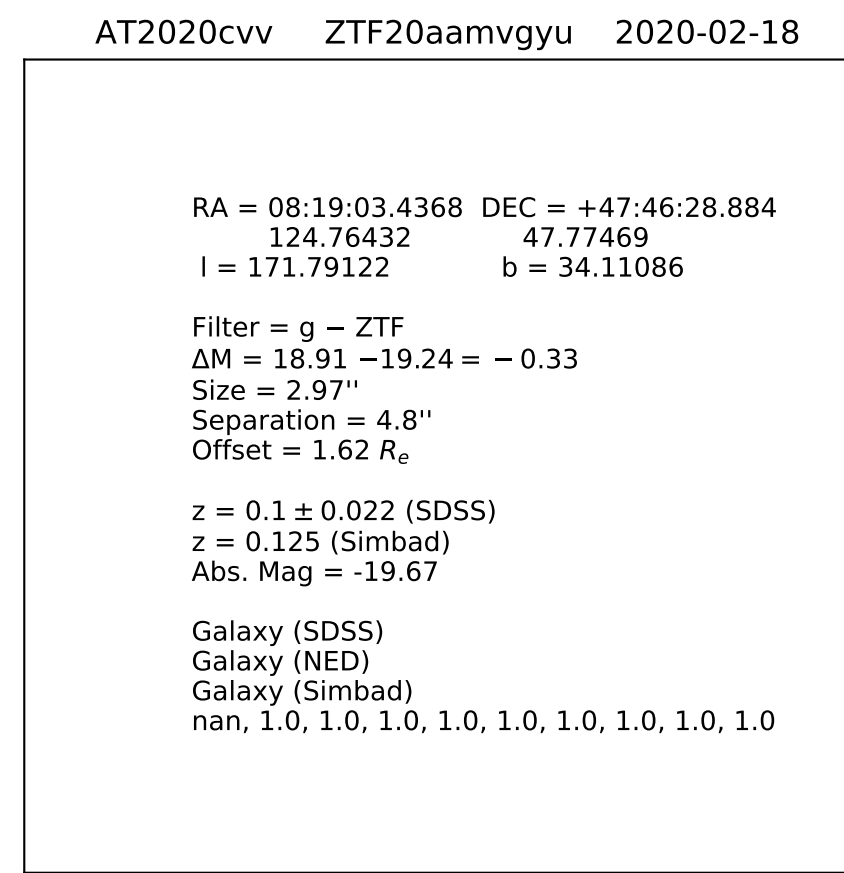 AT2020cvv ZTF20aamvgyu 2020-02-18
RA = 08:19:03.4368 DEC = +47:46:28.884
124.76432 47.77469
l = 171.79122 b = 34.11086
Filter = g − ZTF
ΔM = 18.91 −19.24 = − 0.33
Size = 2.97''
Separation = 4.8''
Offset = 1.62 Rₑ
z = 0.1 ± 0.022 (SDSS)
z = 0.125 (Simbad)
Abs. Mag = -19.67
Galaxy (SDSS)
Galaxy (NED)
Galaxy (Simbad)
nan, 1.0, 1.0, 1.0, 1.0, 1.0, 1.0, 1.0, 1.0, 1.0